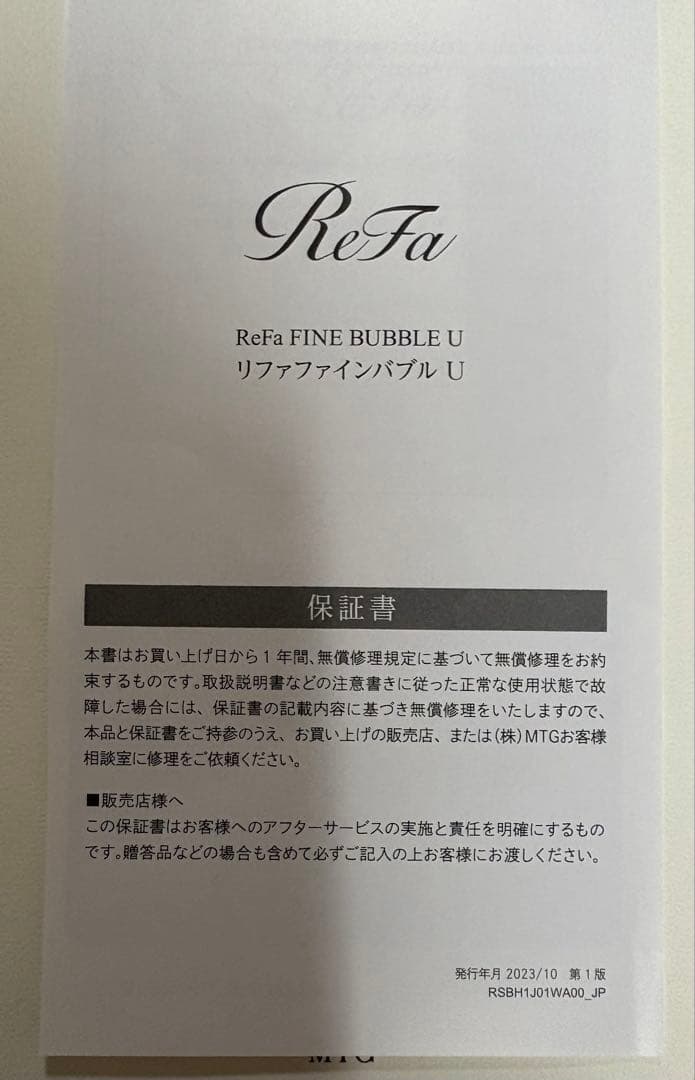 ReFa
ReFa FINE BUBBLE U
リファファインバブル U
保証書
本書はお買い上げ日から1年間、無償修理規定に基づいて無償修理をお約
束するものです。取扱説明書などの注意書きに従った正常な使用状態で故
障した場合には、保証書の記載内容に基づき無償修理をいたしますので、
本品と保証書をご持参のうえ、お買い上げの販売店、または(株)MTGお客様
相談室に修理をご依頼ください。
■販売店様へ
この保証書はお客様へのアフターサービスの実施と責任を明確にするもの
です。贈答品などの場合も含めて必ずご記入の上お客様にお渡しください。
発行年月 2023/10 第1版
RSBH1J01WA00_JP
MTG